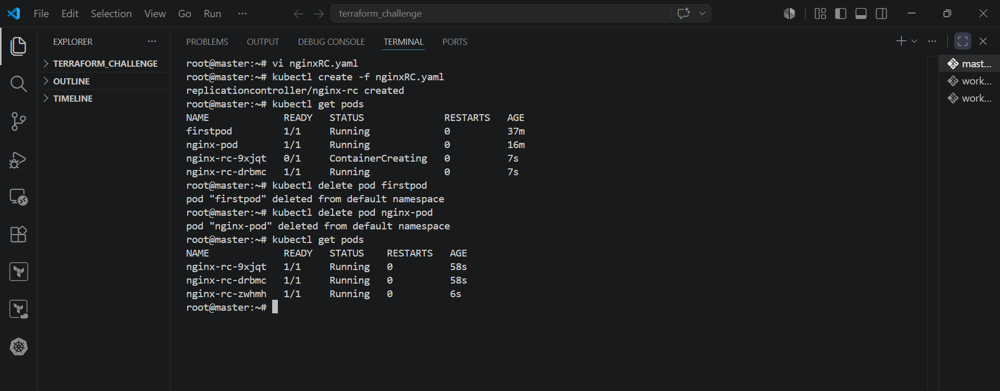 File Edit Selection View Go Run ···
terraform_challenge
EXPLORER ···
TERRAFORM_CHALLENGE
OUTLINE
TIMELINE
PROBLEMS OUTPUT DEBUG CONSOLE TERMINAL PORTS ···
root@master:~# vi nginxRC.yaml
root@master:~# kubectl create -f nginxRC.yaml
replicationcontroller/nginx-rc created
root@master:~# kubectl get pods
NAME READY STATUS RESTARTS AGE
firstpod 1/1 Running 0 37m
nginx-pod 1/1 Running 0 16m
nginx-rc-9xjqt 0/1 ContainerCreating 0 7s
nginx-rc-drbmc 1/1 Running 0 7s
root@master:~# kubectl delete pod firstpod
pod "firstpod" deleted from default namespace
root@master:~# kubectl delete pod nginx-pod
pod "nginx-pod" deleted from default namespace
root@master:~# kubectl get pods
NAME READY STATUS RESTARTS AGE
nginx-rc-9xjqt 1/1 Running 0 58s
nginx-rc-drbmc 1/1 Running 0 58s
nginx-rc-zwhmh 1/1 Running 0 6s
root@master:~#
mast...
work...
work...